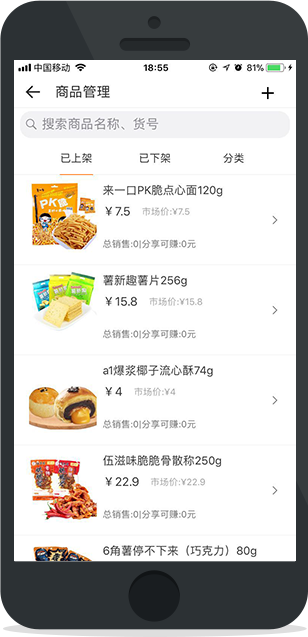 中国移动 18:55 81%
商品管理
搜索商品名称、货号
已上架 已下架 分类
来一口PK脆点心面120g
￥7.5 市场价:￥7.5
总销售:0|分享可赚:0元
薯新趣薯片256g
￥15.8 市场价:￥15.8
总销售:0|分享可赚:0元
a1爆浆椰子流心酥74g
￥4 市场价:￥4
总销售:0|分享可赚:0元
伍滋味脆脆骨散称250g
￥22.9 市场价:￥22.9
总销售:0|分享可赚:0元
6角薯停不下来（巧克力）80g
PK脆